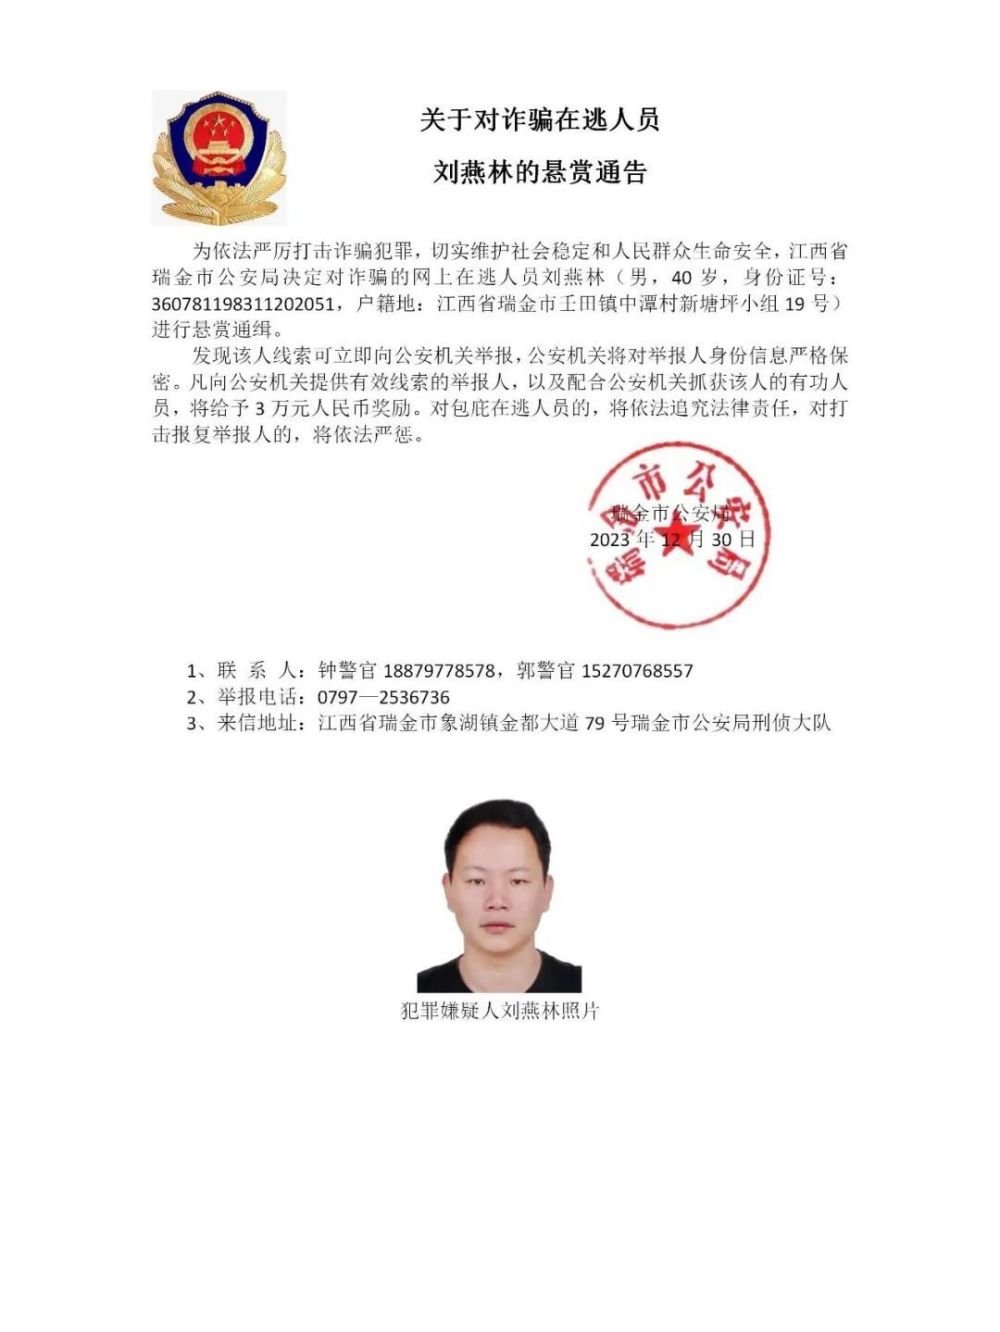 关于对诈骗在逃人员
刘燕林的悬赏通告
为依法严厉打击诈骗犯罪，切实维护社会稳定和人民群众生命安全，江西省
瑞金市公安局决定对诈骗的网上在逃人员刘燕林（男，40 岁，身份证号：
360781198311202051，户籍地：江西省瑞金市壬田镇中潭村新塘坪小组 19 号）
进行悬赏通缉。
发现该人线索可立即向公安机关举报，公安机关将对举报人身份信息严格保
密。凡向公安机关提供有效线索的举报人，以及配合公安机关抓获该人的有功人
员，将给予 3 万元人民币奖励。对包庇在逃人员的，将依法追究法律责任，对打
击报复举报人的，将依法严惩。
瑞金市公安局
2023 年 12 月 30 日
瑞金市公安局
1、联 系 人：钟警官 18879778578，郭警官 15270768557
2、举报电话：0797—2536736
3、来信地址：江西省瑞金市象湖镇金都大道 79 号瑞金市公安局刑侦大队
犯罪嫌疑人刘燕林照片